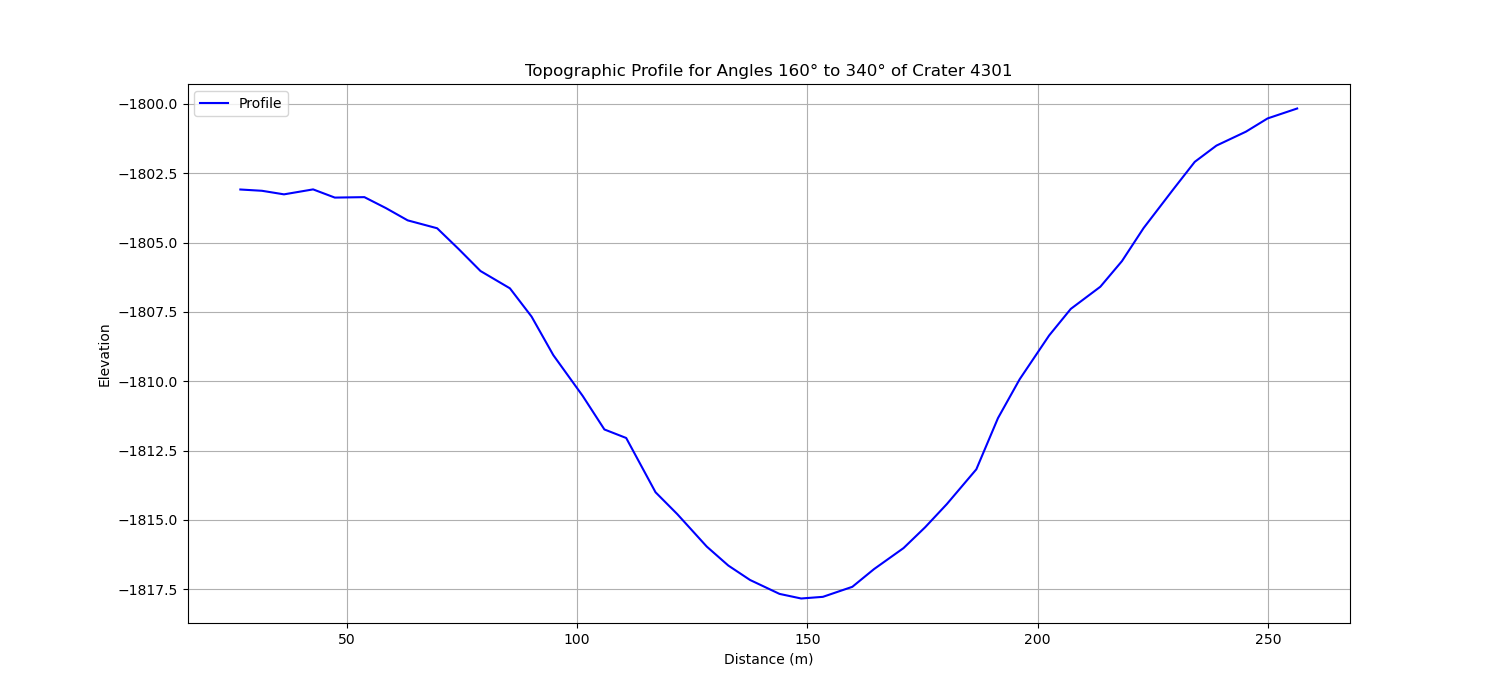 Topographic Profile for Angles 160° to 340° of Crater 4301
Profile
−1800.0
−1802.5
−1805.0
−1807.5
−1810.0
−1812.5
−1815.0
−1817.5
Elevation
50 100 150 200 250
Distance (m)